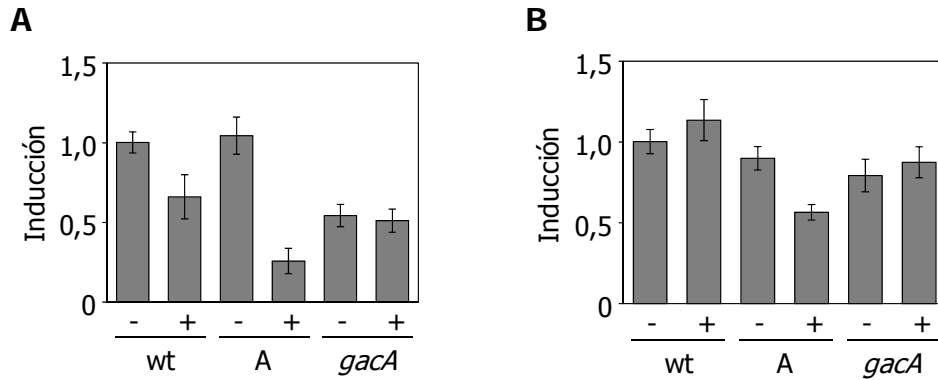 A
1,5
1,0
0,5
0
Inducción
- + - + - +
wt A gacA
B
1,5
1,0
0,5
0
Inducción
- + - + - +
wt A gacA